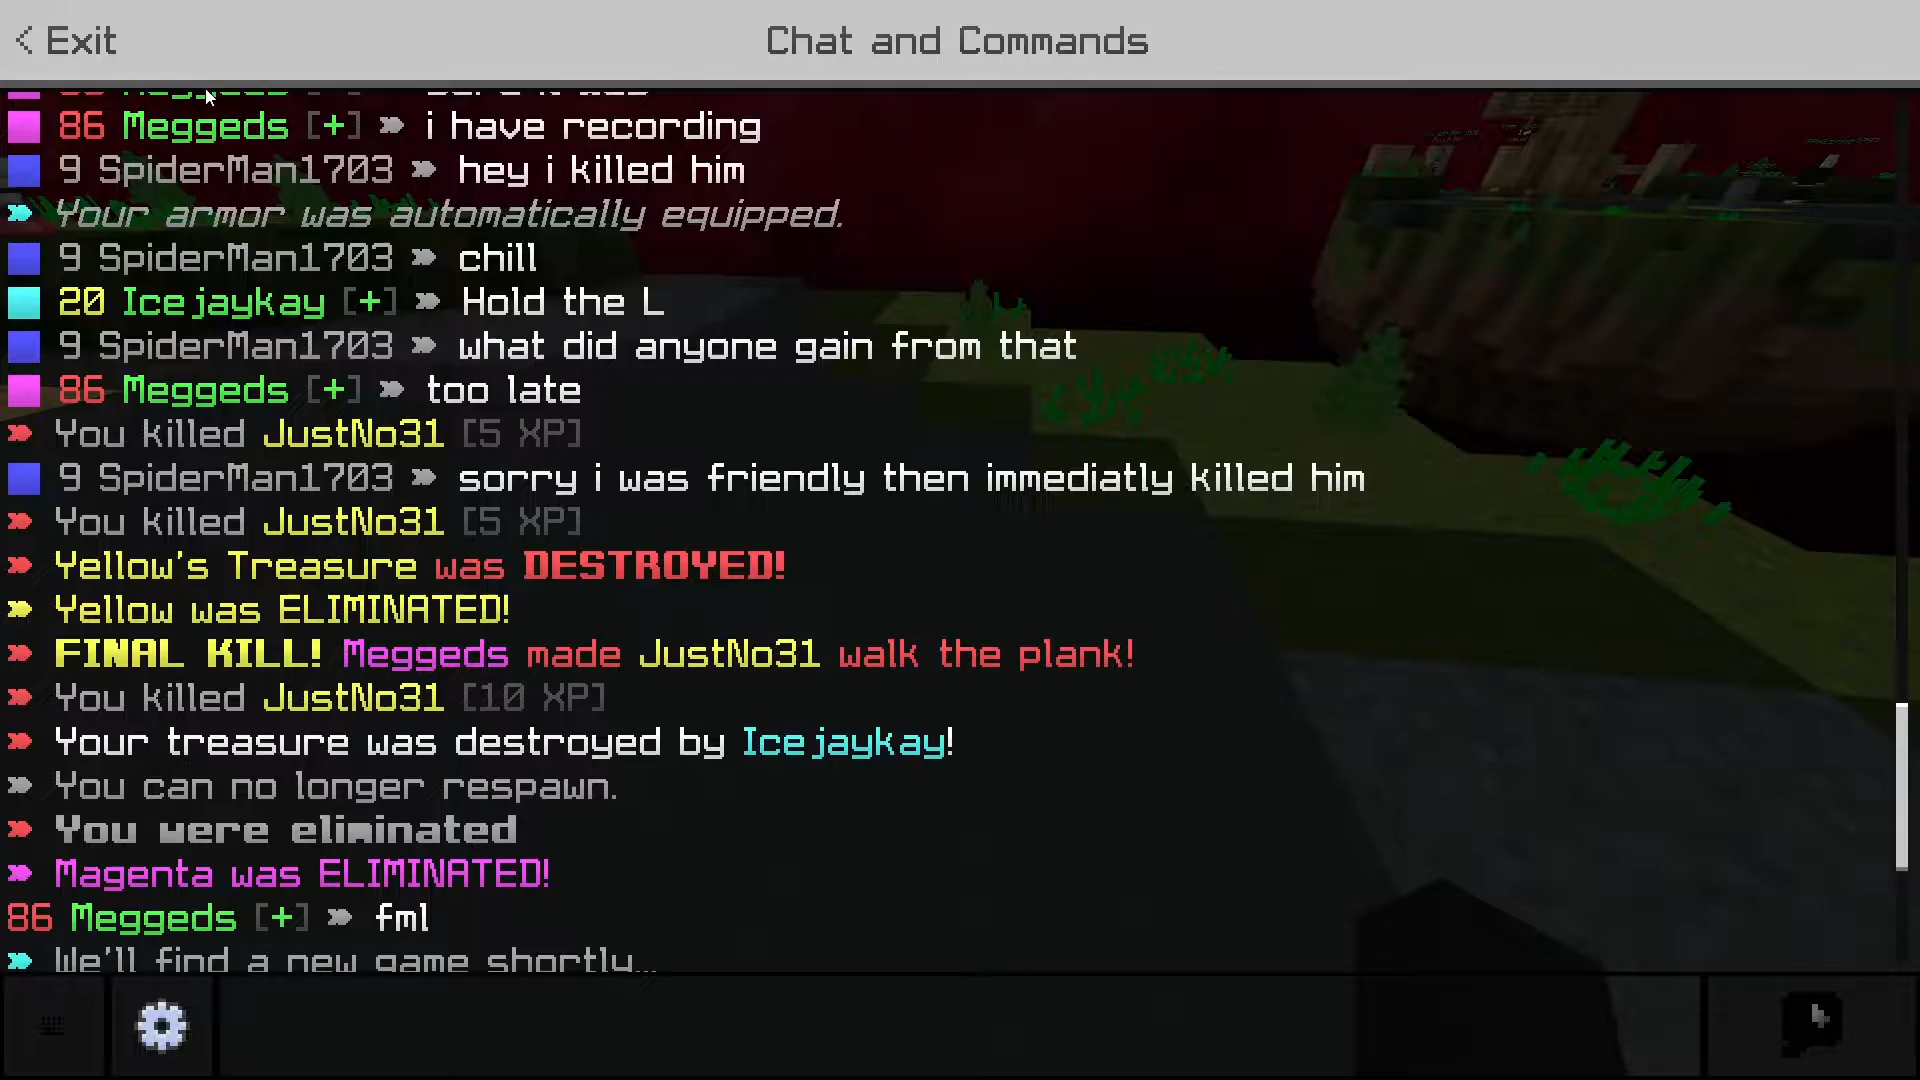 < Exit
Chat and Commands
86 Meggeds [+] » i have recording
9 SpiderMan1703 » hey i killed him
» Your armor was automatically equipped.
9 SpiderMan1703 » chill
20 Icejaykay [+] » Hold the L
9 SpiderMan1703 » what did anyone gain from that
86 Meggeds [+] » too late
» You killed JustNo31 [5 XP]
9 SpiderMan1703 » sorry i was friendly then immediatly killed him
» You killed JustNo31 [5 XP]
» Yellow's Treasure was DESTROYED!
» Yellow was ELIMINATED!
» FINAL KILL! Meggeds made JustNo31 walk the plank!
» You killed JustNo31 [10 XP]
» Your treasure was destroyed by Icejaykay!
» You can no longer respawn.
» You were eliminated
» Magenta was ELIMINATED!
86 Meggeds [+] » fml
» We'll find a new game shortly...